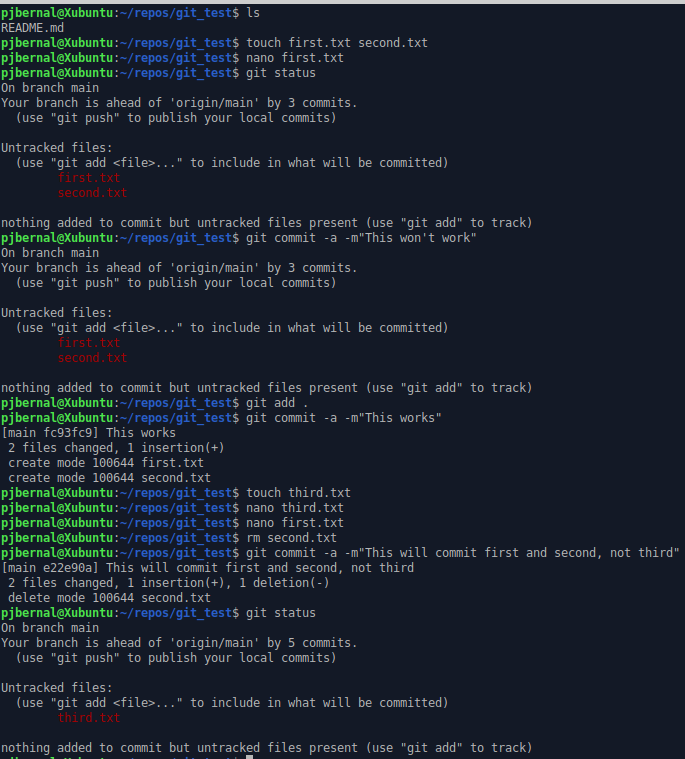 pjbernal@Xubuntu:~/repos/git_test$ ls
README.md
pjbernal@Xubuntu:~/repos/git_test$ touch first.txt second.txt
pjbernal@Xubuntu:~/repos/git_test$ nano first.txt
pjbernal@Xubuntu:~/repos/git_test$ git status
On branch main
Your branch is ahead of 'origin/main' by 3 commits.
  (use "git push" to publish your local commits)

Untracked files:
  (use "git add <file>..." to include in what will be committed)
        first.txt
        second.txt

nothing added to commit but untracked files present (use "git add" to track)
pjbernal@Xubuntu:~/repos/git_test$ git commit -a -m"This won't work"
On branch main
Your branch is ahead of 'origin/main' by 3 commits.
  (use "git push" to publish your local commits)

Untracked files:
  (use "git add <file>..." to include in what will be committed)
        first.txt
        second.txt

nothing added to commit but untracked files present (use "git add" to track)
pjbernal@Xubuntu:~/repos/git_test$ git add .
pjbernal@Xubuntu:~/repos/git_test$ git commit -a -m"This works"
[main fc93fc9] This works
 2 files changed, 1 insertion(+)
 create mode 100644 first.txt
 create mode 100644 second.txt
pjbernal@Xubuntu:~/repos/git_test$ touch third.txt
pjbernal@Xubuntu:~/repos/git_test$ nano third.txt
pjbernal@Xubuntu:~/repos/git_test$ nano first.txt
pjbernal@Xubuntu:~/repos/git_test$ rm second.txt
pjbernal@Xubuntu:~/repos/git_test$ git commit -a -m"This will commit first and second, not third"
[main e22e90a] This will commit first and second, not third
 2 files changed, 1 insertion(+), 1 deletion(-)
 delete mode 100644 second.txt
pjbernal@Xubuntu:~/repos/git_test$ git status
On branch main
Your branch is ahead of 'origin/main' by 5 commits.
  (use "git push" to publish your local commits)

Untracked files:
  (use "git add <file>..." to include in what will be committed)
        third.txt

nothing added to commit but untracked files present (use "git add" to track)